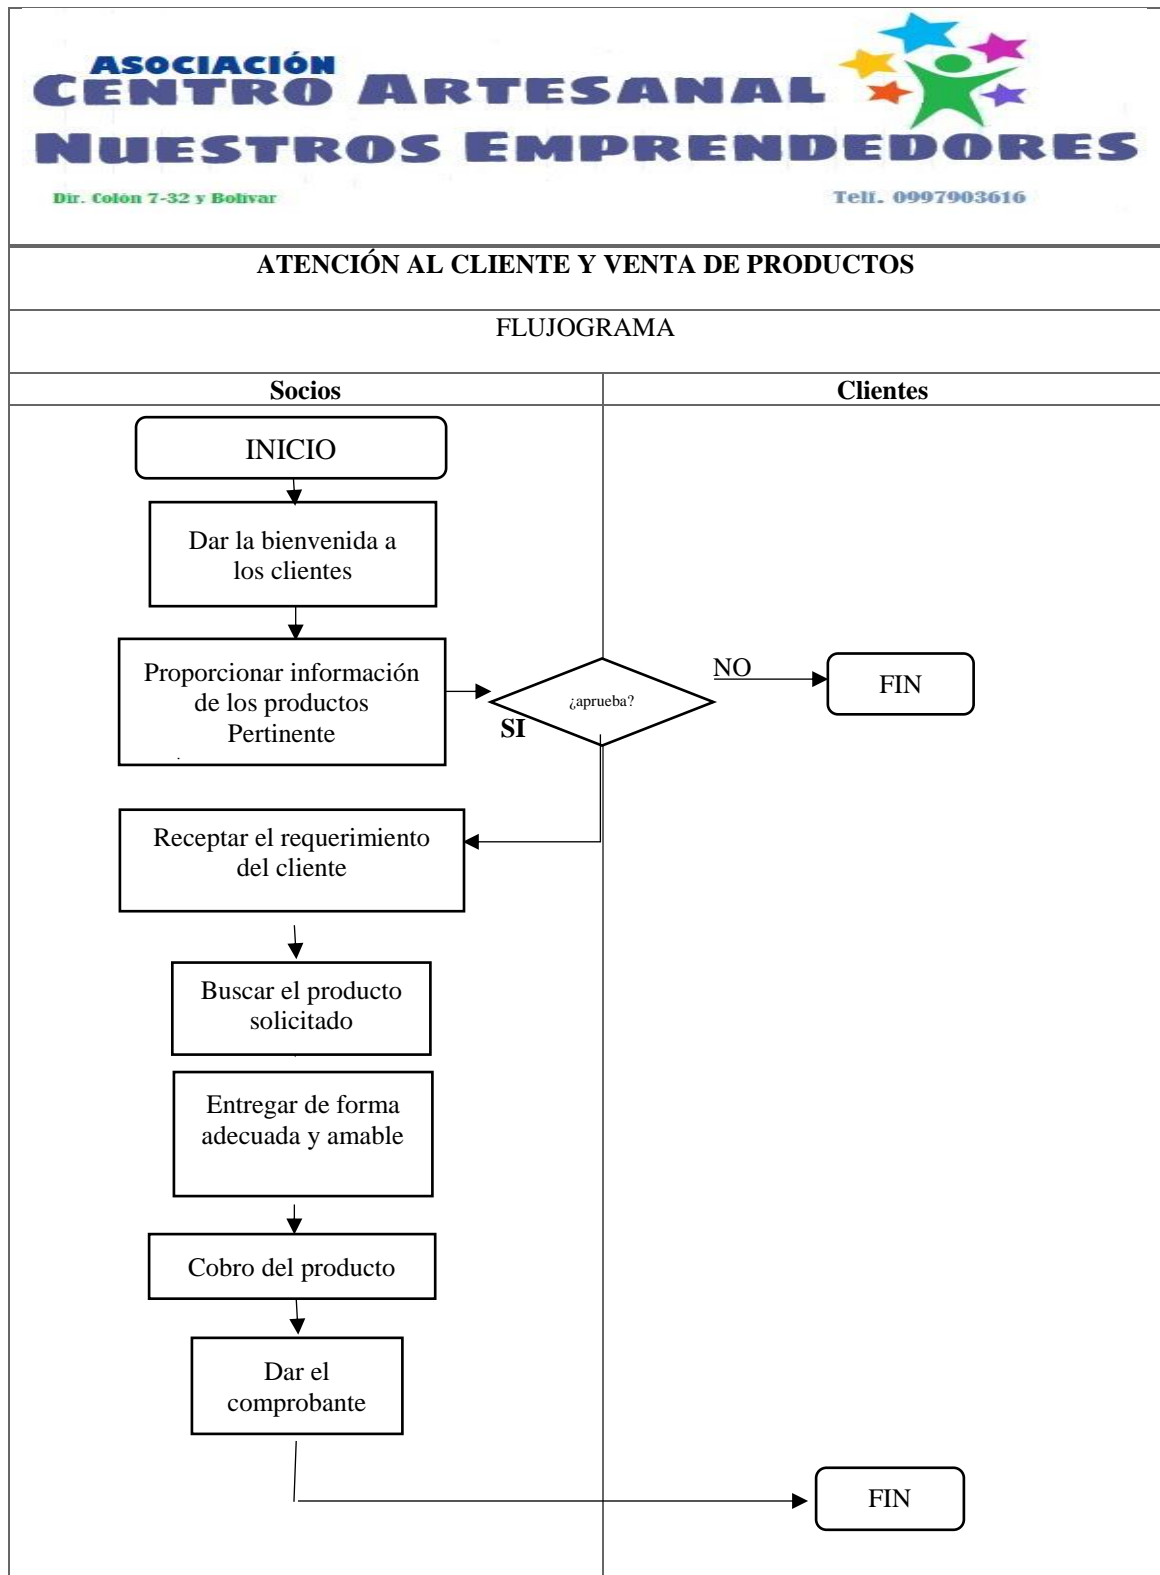 ASOCIACIÓN
CENTRO ARTESANAL
NUESTROS EMPRENDEDORES
Dir. Colón 7-32 y Bolívar
Telf. 0997903616
ATENCIÓN AL CLIENTE Y VENTA DE PRODUCTOS
FLUJOGRAMA
Socios
Clientes
INICIO
Dar la bienvenida a
los clientes
Proporcionar información
de los productos
Pertinente
.
¿aprueba?
NO
FIN
SI
Receptar el requerimiento
del cliente
Buscar el producto
solicitado
Entregar de forma
adecuada y amable
Cobro del producto
Dar el
comprobante
FIN